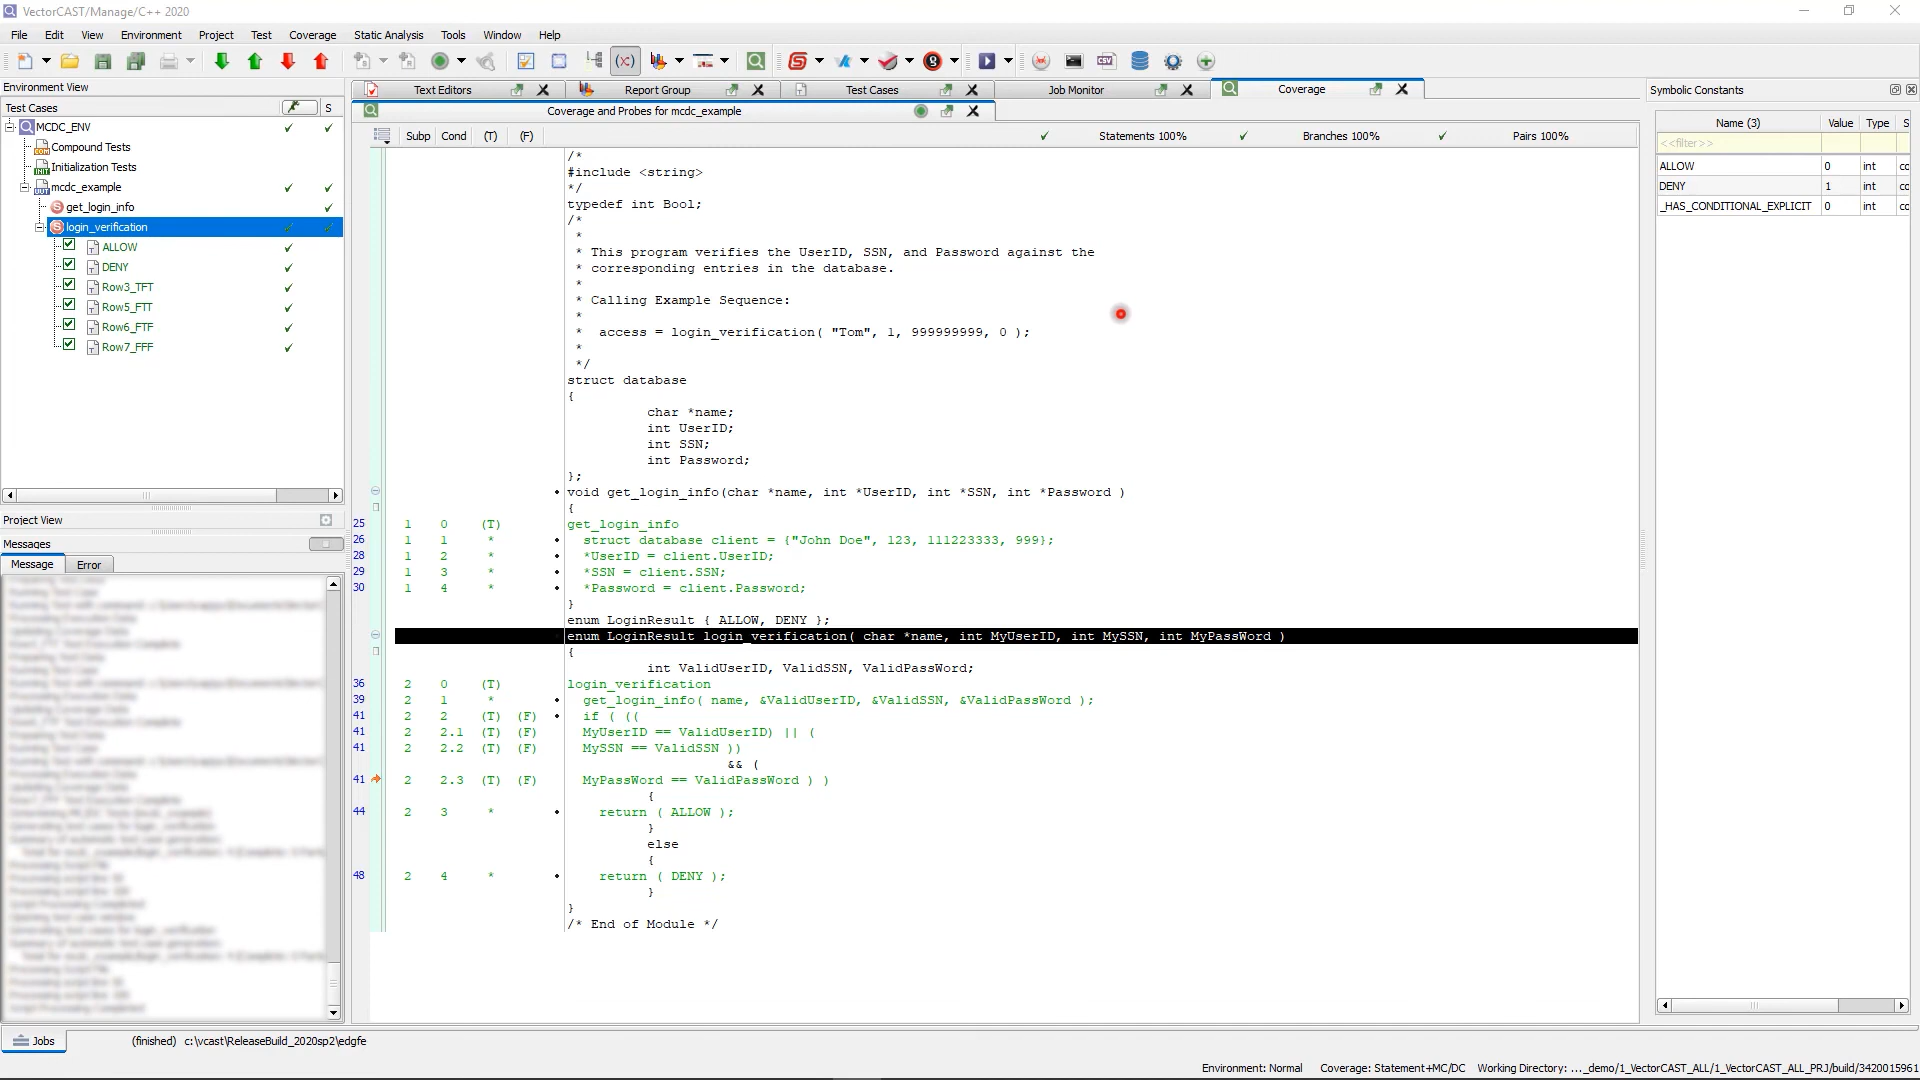 VectorCAST/Manage/C++ 2020
File Edit View Environment Project Test Coverage Static Analysis Tools Window Help
Environment View
Test Cases S
MCDC_ENV
Compound Tests
Initialization Tests
mcdc_example
get_login_info
login_verification
ALLOW
DENY
Row3_TFT
Row5_FTT
Row6_FTF
Row7_FFF
Project View
Messages
Message Error
Text Editors Report Group Test Cases Job Monitor Coverage
Coverage and Probes for mcdc_example
Subp Cond (T) (F) Statements 100% Branches 100% Pairs 100%
/*
#include <string>
*/
typedef int Bool;
/*
*
* This program verifies the UserID, SSN, and Password against the
* corresponding entries in the database.
*
* Calling Example Sequence:
*
* access = login_verification( "Tom", 1, 999999999, 0 );
*
*/
struct database
{
char *name;
int UserID;
int SSN;
int Password;
};
void get_login_info(char *name, int *UserID, int *SSN, int *Password )
{
25 1 0 (T) get_login_info
26 1 1 * struct database client = {"John Doe", 123, 111223333, 999};
28 1 2 * *UserID = client.UserID;
29 1 3 * *SSN = client.SSN;
30 1 4 * *Password = client.Password;
}
enum LoginResult { ALLOW, DENY };
enum LoginResult login_verification( char *name, int MyUserID, int MySSN, int MyPassWord )
{
int ValidUserID, ValidSSN, ValidPassWord;
36 2 0 (T) login_verification
39 2 1 * get_login_info( name, &ValidUserID, &ValidSSN, &ValidPassWord );
41 2 2 (T) (F) if ( ((
41 2 2.1 (T) (F) MyUserID == ValidUserID) || (
41 2 2.2 (T) (F) MySSN == ValidSSN ))
&& (
41 2 2.3 (T) (F) MyPassWord == ValidPassWord ) )
{
44 2 3 * return ( ALLOW );
}
else
{
48 2 4 * return ( DENY );
}
}
/* End of Module */
Symbolic Constants
Name (3) Value Type S
<<filter>>
ALLOW 0 int cc
DENY 1 int cc
_HAS_CONDITIONAL_EXPLICIT 0 int cc
Jobs (finished) c:\vcast\ReleaseBuild_2020sp2\edgfe
Environment: Normal Coverage: Statement+MC/DC Working Directory: ..._demo/1_VectorCAST_ALL/1_VectorCAST_ALL_PRJ/build/3420015961